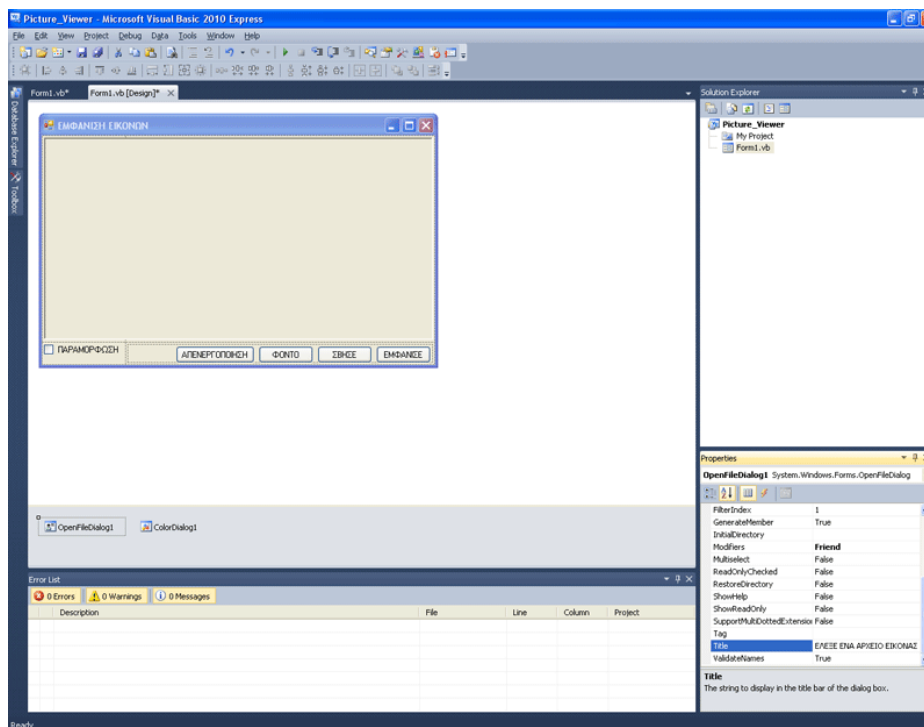 Picture_Viewer - Microsoft Visual Basic 2010 Express
File Edit View Project Debug Data Tools Window Help
Form1.vb* Form1.vb [Design]* X
Database Explorer
Toolbox
ΕΜΦΑΝΙΣΗ ΕΙΚΟΝΩΝ
ΠΑΡΑΜΟΡΦΩΣΗ
ΑΠΕΝΕΡΓΟΠΟΙΗΣΗ ΦΟΝΤΟ ΣΒΗΣΕ ΕΜΦΑΝΙΣΕ
OpenFileDialog1 ColorDialog1
Error List
0 Errors 0 Warnings 0 Messages
Description File Line Column Project
Ready
Solution Explorer
Picture_Viewer
My Project
Form1.vb
Properties
OpenFileDialog1 System.Windows.Forms.OpenFileDialog
FilterIndex 1
GenerateMember True
InitialDirectory
Modifiers Friend
Multiselect False
ReadOnlyChecked False
RestoreDirectory False
ShowHelp False
ShowReadOnly False
SupportMultiDottedExtension False
Tag
Title ΕΛΕΞΕ ΕΝΑ ΑΡΧΕΙΟ ΕΙΚΟΝΑΣ
ValidateNames True
Title
The string to display in the title bar of the dialog box.